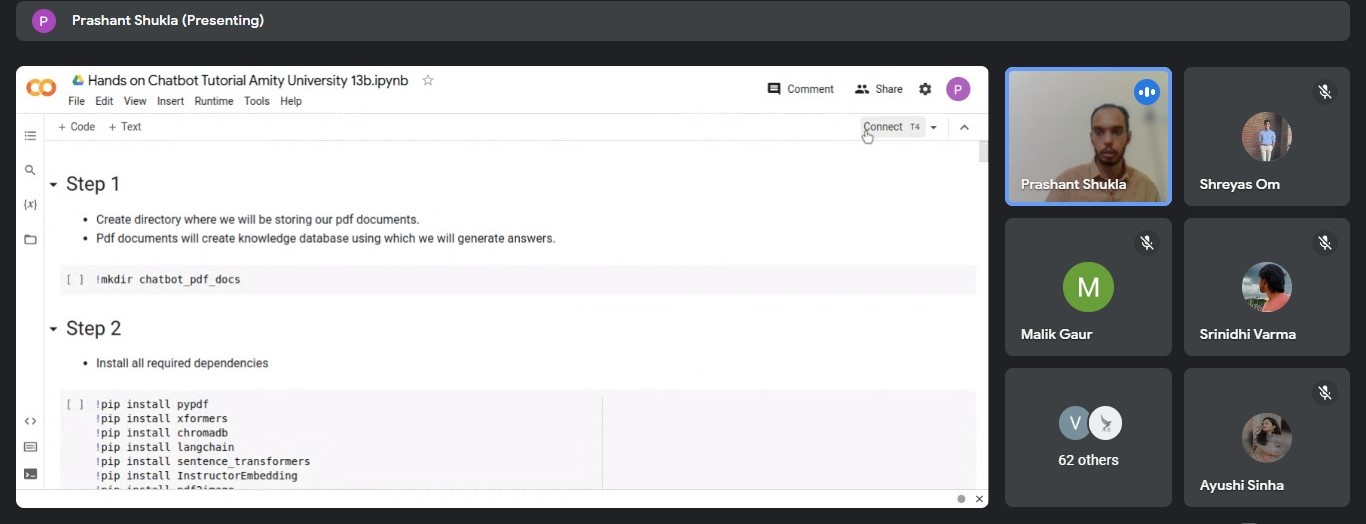 P
Prashant Shukla (Presenting)
Hands on Chatbot Tutorial Amity University 13b.ipynb
File Edit View Insert Runtime Tools Help
Comment
Share
P
+ Code + Text
Connect T4
{x}
Step 1
• Create directory where we will be storing our pdf documents.
• Pdf documents will create knowledge database using which we will generate answers.
[ ] !mkdir chatbot_pdf_docs
Step 2
• Install all required dependencies
[ ] !pip install pypdf
!pip install xformers
!pip install chromadb
!pip install langchain
!pip install sentence_transformers
!pip install InstructorEmbedding
!pip install pdf2image
Prashant Shukla
Shreyas Om
M
Malik Gaur
Srinidhi Varma
V
62 others
Ayushi Sinha